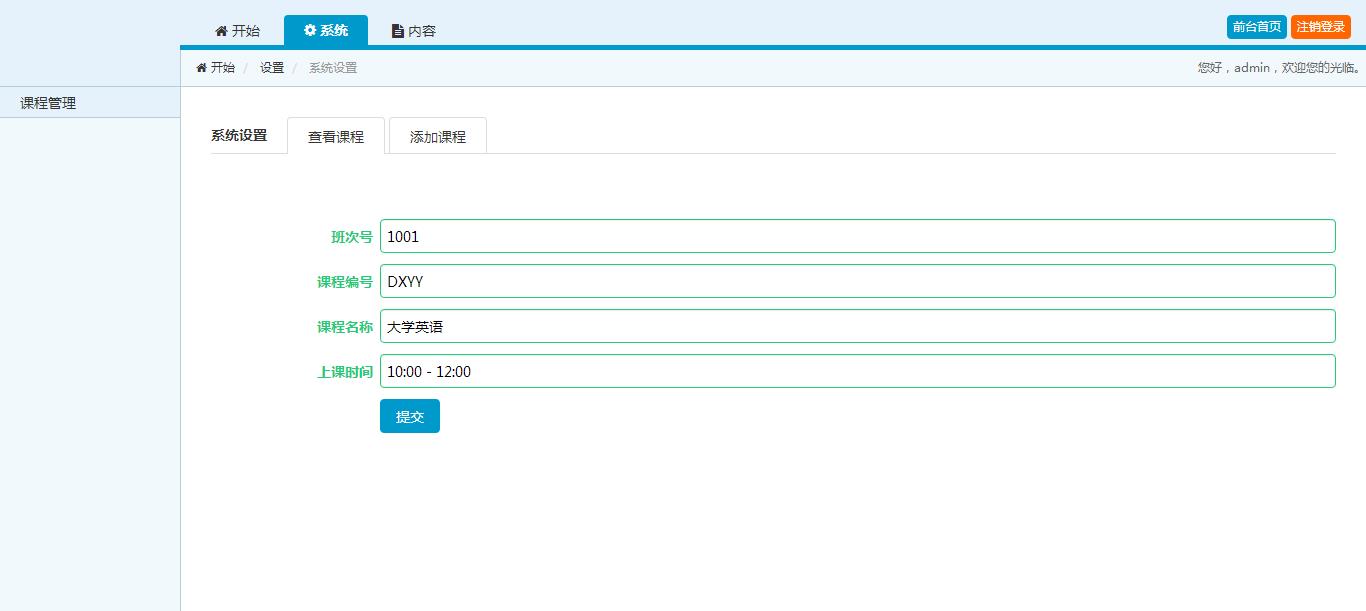 开始 系统 内容 前台首页 注销登录
开始 / 设置 / 系统设置 您好，admin，欢迎您的光临。
课程管理
系统设置 查看课程 添加课程
班次号 1001
课程编号 DXYY
课程名称 大学英语
上课时间 10:00 - 12:00
提交